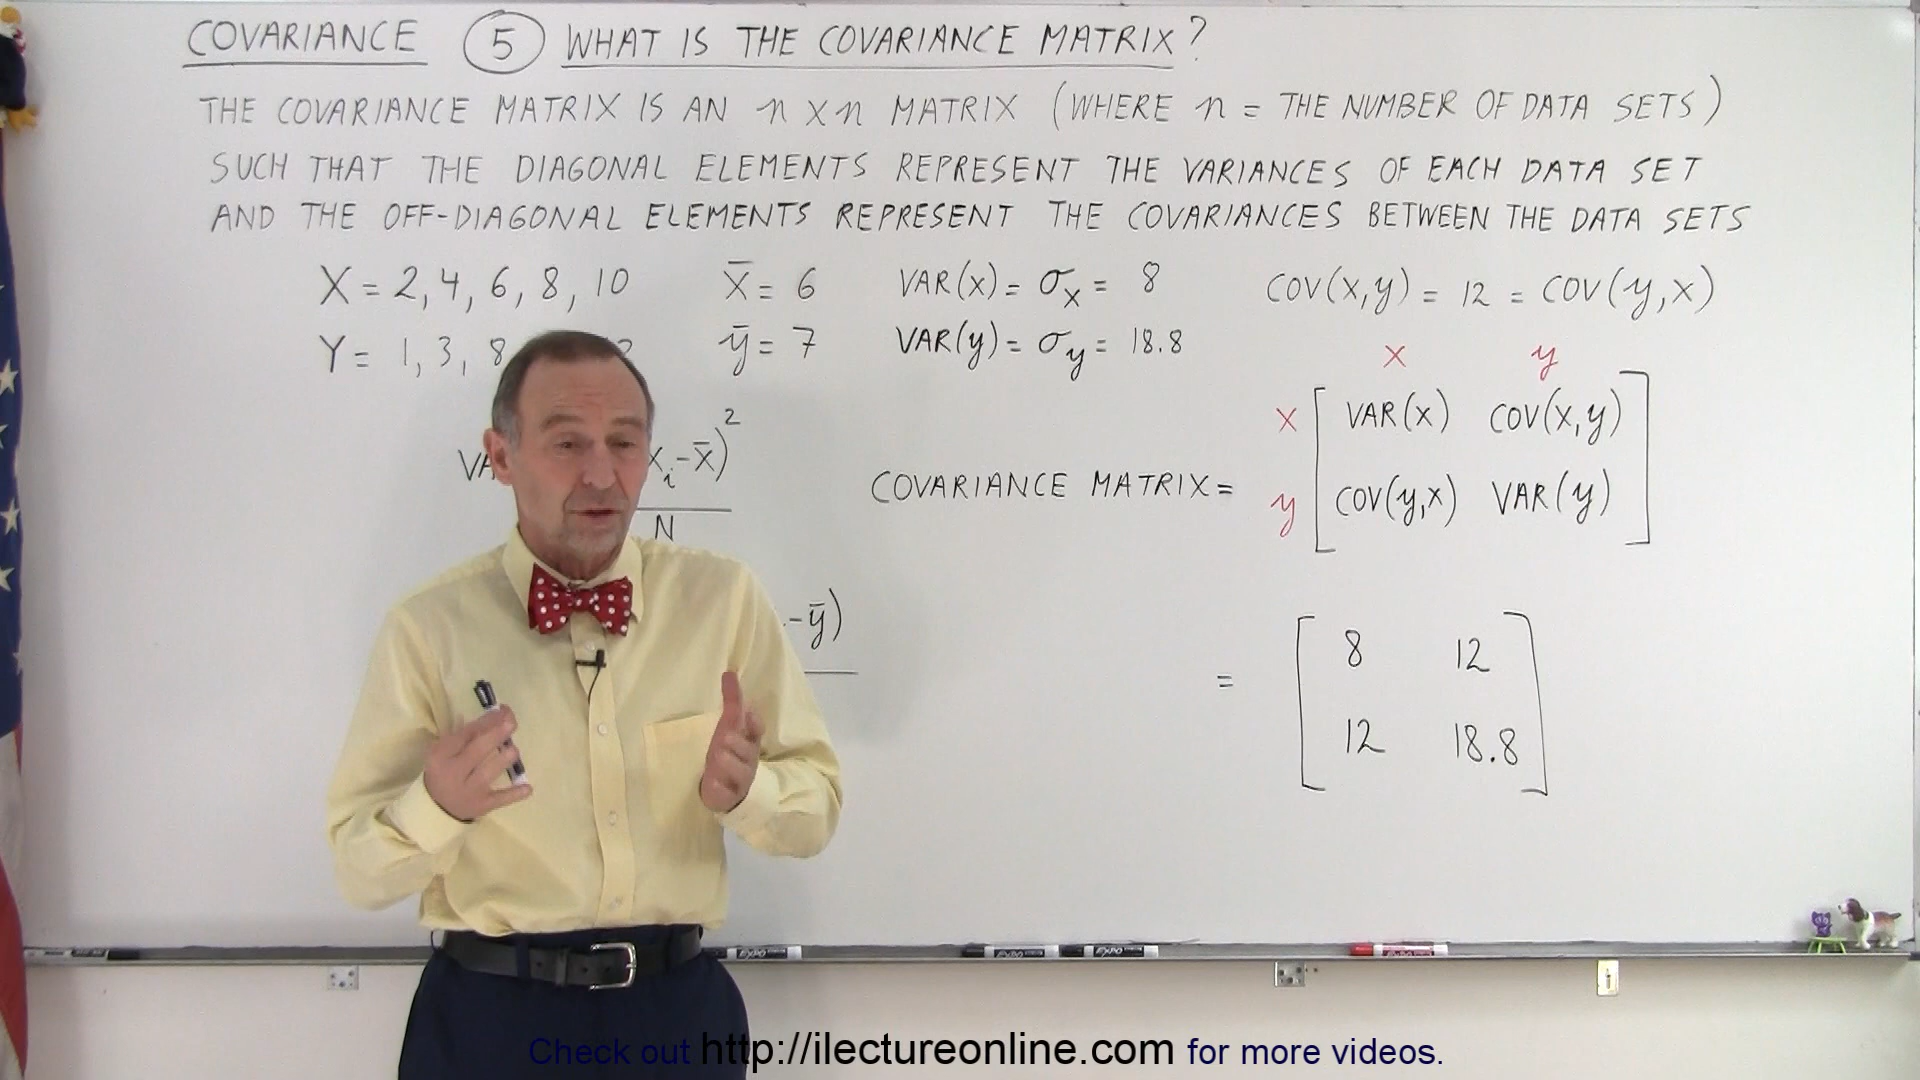 COVARIANCE (5) WHAT IS THE COVARIANCE MATRIX?
THE COVARIANCE MATRIX IS AN n x n MATRIX (WHERE n = THE NUMBER OF DATA SETS)
SUCH THAT THE DIAGONAL ELEMENTS REPRESENT THE VARIANCES OF EACH DATA SET
AND THE OFF-DIAGONAL ELEMENTS REPRESENT THE COVARIANCES BETWEEN THE DATA SETS
X = 2, 4, 6, 8, 10 x̄ = 6 VAR(x) = σx = 8 COV(x,y) = 12 = COV(y,x)
Y = 1, 3, 8 ȳ = 7 VAR(y) = σy = 18.8
x y
x VAR(x) COV(x,y)
xi - x̄)²
N
COVARIANCE MATRIX =
y COV(y,x) VAR(y)
-ȳ)
= 8 12
12 18.8
Check out http://ilectureonline.com for more videos.